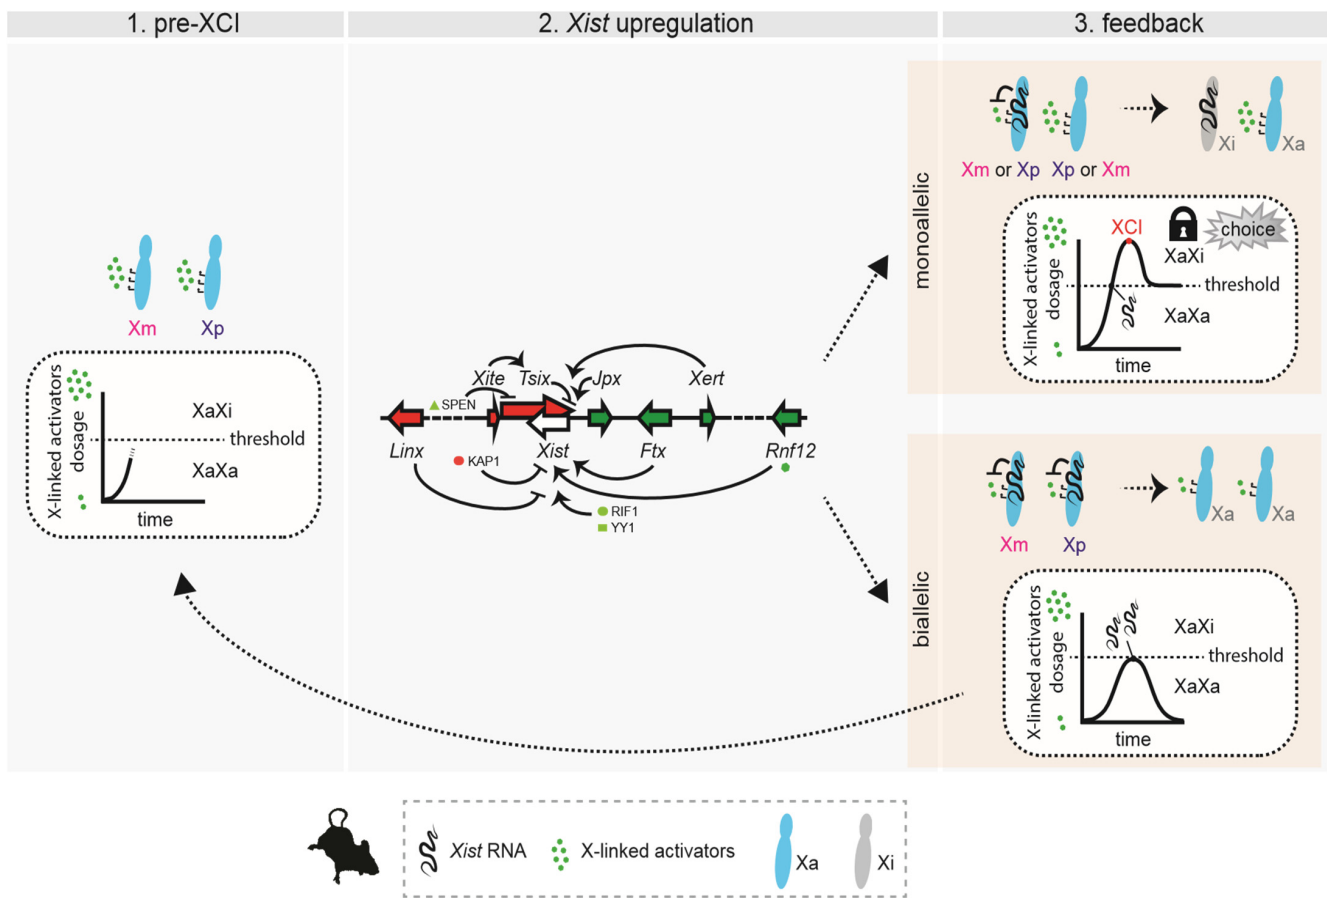 1. pre-XCI
2. Xist upregulation
3. feedback
Xm
Xp
X-linked activators
dosage
XaXi
threshold
XaXa
time
Xite
Tsix
Jpx
Xert
SPEN
Linx
KAP1
Xist
Ftx
Rnf12
RIF1
YY1
monoallelic
Xi
Xa
Xm or Xp
Xp or Xm
X-linked activators
dosage
XCI
choice
XaXi
threshold
XaXa
time
biallelic
Xm
Xp
Xa
Xa
X-linked activators
dosage
XaXi
threshold
XaXa
time
Xist RNA
X-linked activators
Xa
Xi